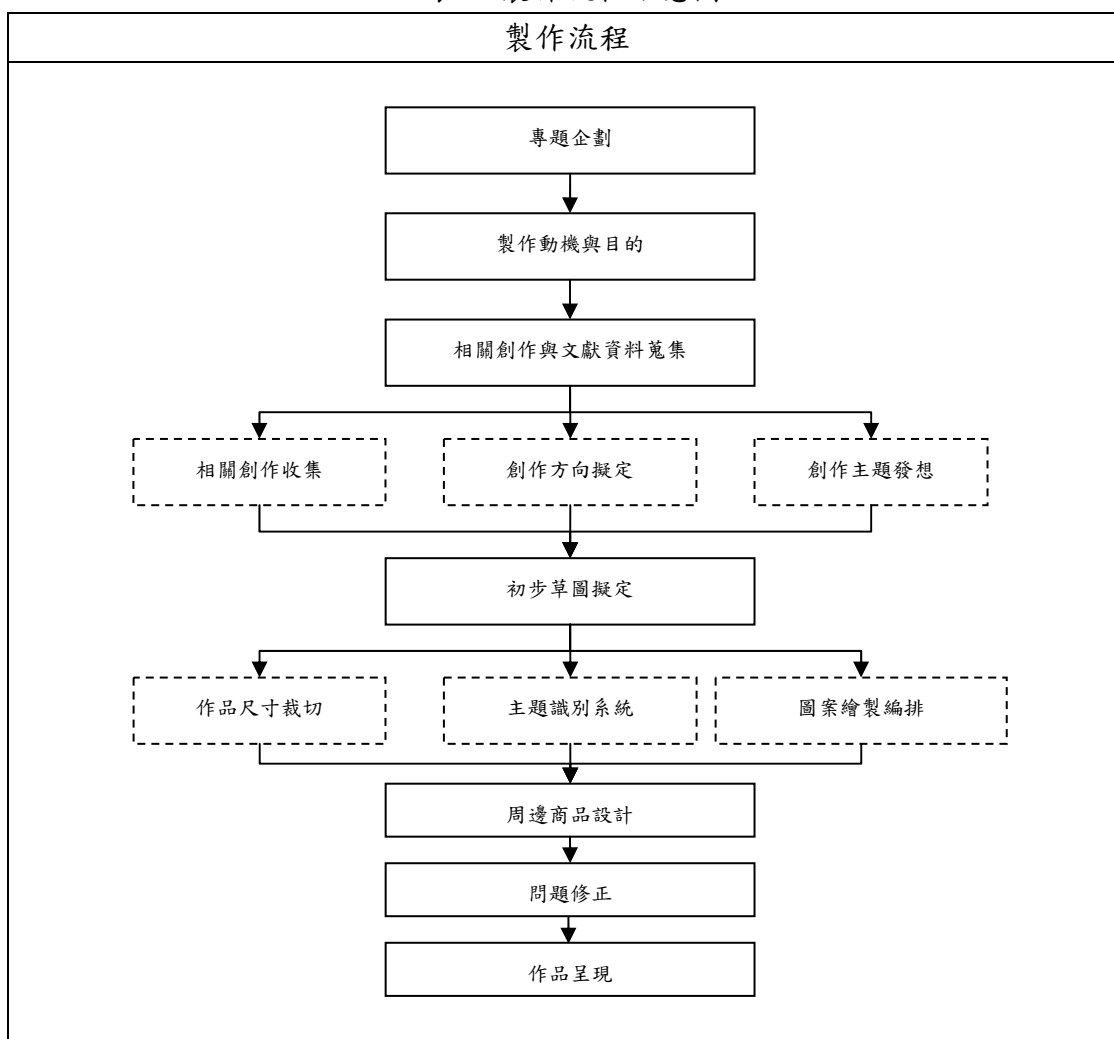 製作流程
專題企劃
製作動機與目的
相關創作與文獻資料蒐集
相關創作收集
創作方向擬定
創作主題發想
初步草圖擬定
作品尺寸裁切
主題識別系統
圖案繪製編排
周邊商品設計
問題修正
作品呈現